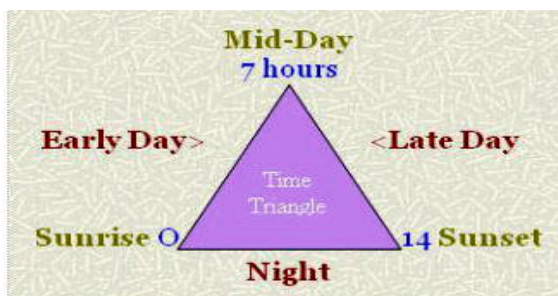 Mid-Day
7 hours
Early Day> <Late Day
Time
Triangle
Sunrise O 14 Sunset
Night